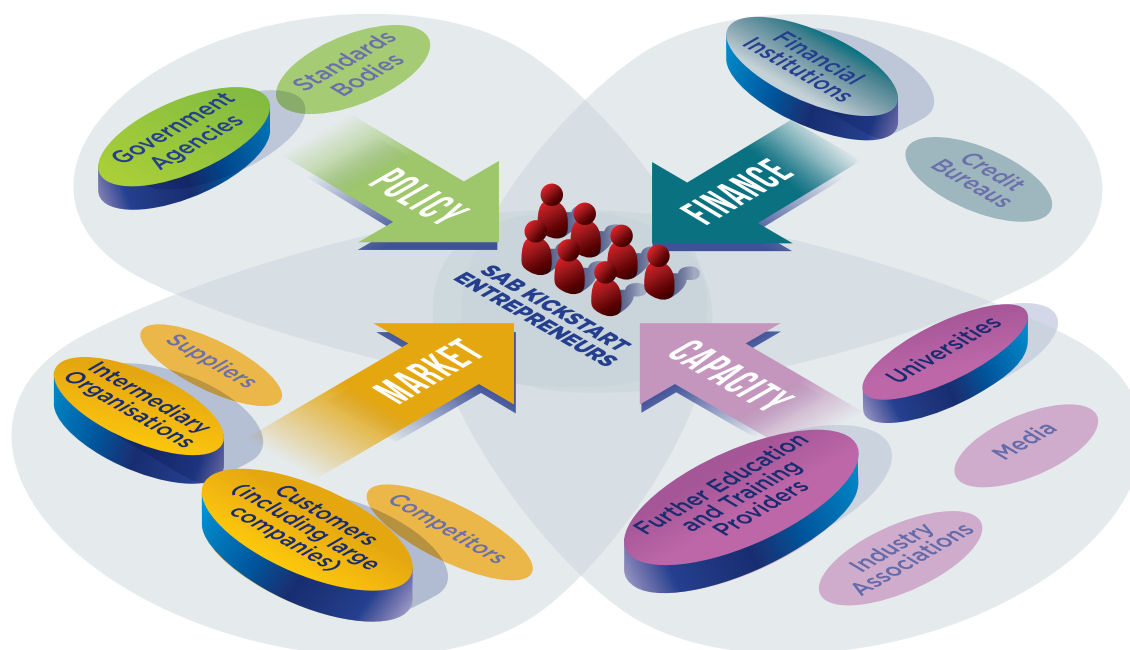 Standards
Bodies
Government
Agencies
POLICY
Financial
Institutions
Credit
Bureaus
FINANCE
SAB KICKSTART
ENTREPRENEURS
Suppliers
Intermediary
Organisations
MARKET
Customers
(including large
companies)
Competitors
CAPACITY
Universities
Media
Further Education
and Training
Providers
Industry
Associations